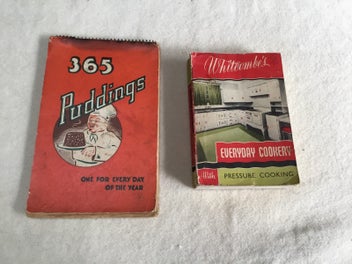 365
Puddings
ONE FOR EVERY DAY
OF THE YEAR
Whitcombe's
EVERYDAY COOKERY
With
PRESSURE COOKING